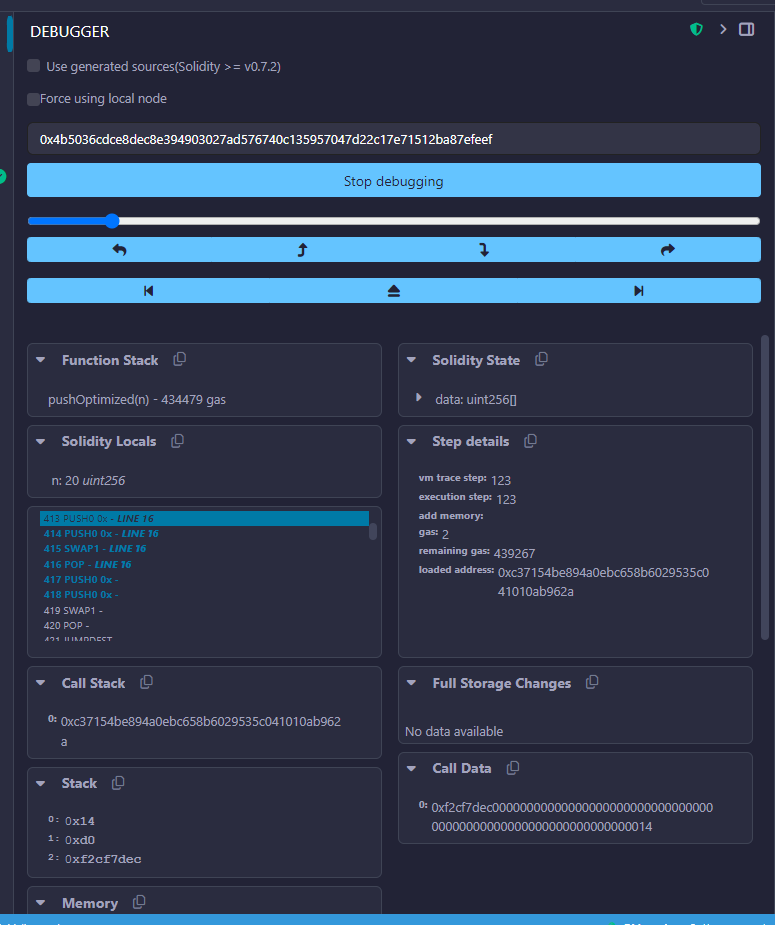 DEBUGGER
Use generated sources(Solidity >= v0.7.2)
Force using local node
0x4b5036cdce8dec8e394903027ad576740c135957047d22c17e71512ba87efeef
Stop debugging
Function Stack
pushOptimized(n) - 434479 gas
Solidity State
data: uint256[]
Solidity Locals
n: 20 uint256
413 PUSH0 0x - LINE 16
414 PUSH0 0x - LINE 16
415 SWAP1 - LINE 16
416 POP - LINE 16
417 PUSH0 0x -
418 PUSH0 0x -
419 SWAP1 -
420 POP -
421 JUMPDEST
Step details
vm trace step: 123
execution step: 123
add memory:
gas: 2
remaining gas: 439267
loaded address: 0xc37154be894a0ebc658b6029535c0
41010ab962a
Call Stack
0: 0xc37154be894a0ebc658b6029535c041010ab962
a
Full Storage Changes
No data available
Stack
0: 0x14
1: 0xd0
2: 0xf2cf7dec
Call Data
0: 0xf2cf7dec00000000000000000000000000000000
00000000000000000000000000000014
Memory